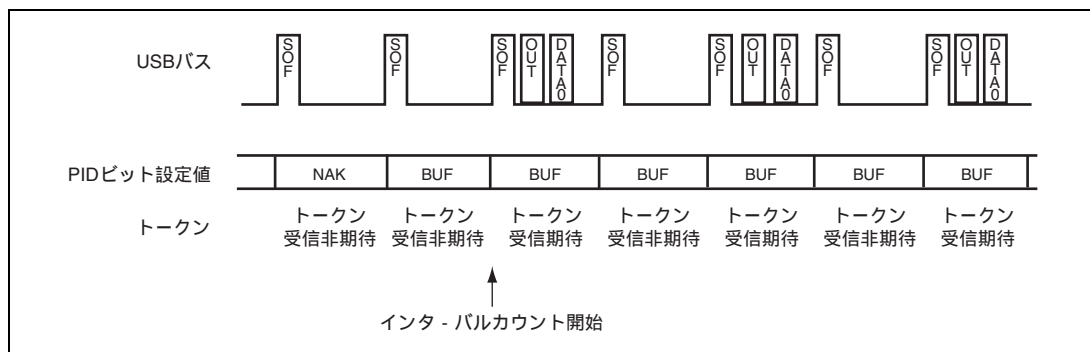 USBバス
SOF SOF SOF OUT DATA0 SOF SOF OUT DATA0 SOF SOF OUT DATA0
PIDビット設定値 NAK BUF BUF BUF BUF BUF BUF
トークン
トークン 受信非期待 トークン 受信非期待 トークン 受信期待 トークン 受信非期待 トークン 受信期待 トークン 受信非期待 トークン 受信期待
インタ - バルカウント開始